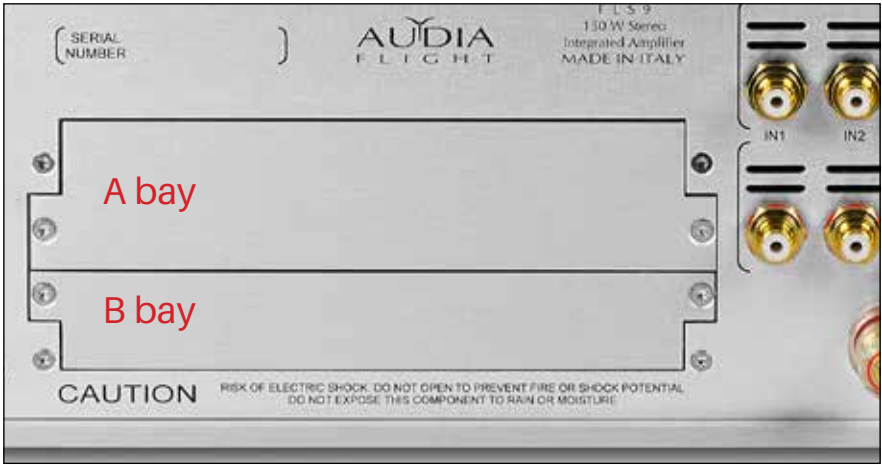 SERIAL
NUMBER
AUDIA
FLIGHT
FLS9
150 W Stereo
Integrated Amplifier
MADE IN ITALY
IN1
IN2
A bay
B bay
CAUTION
RISK OF ELECTRIC SHOCK. DO NOT OPEN TO PREVENT FIRE OR SHOCK POTENTIAL
DO NOT EXPOSE THIS COMPONENT TO RAIN OR MOISTURE